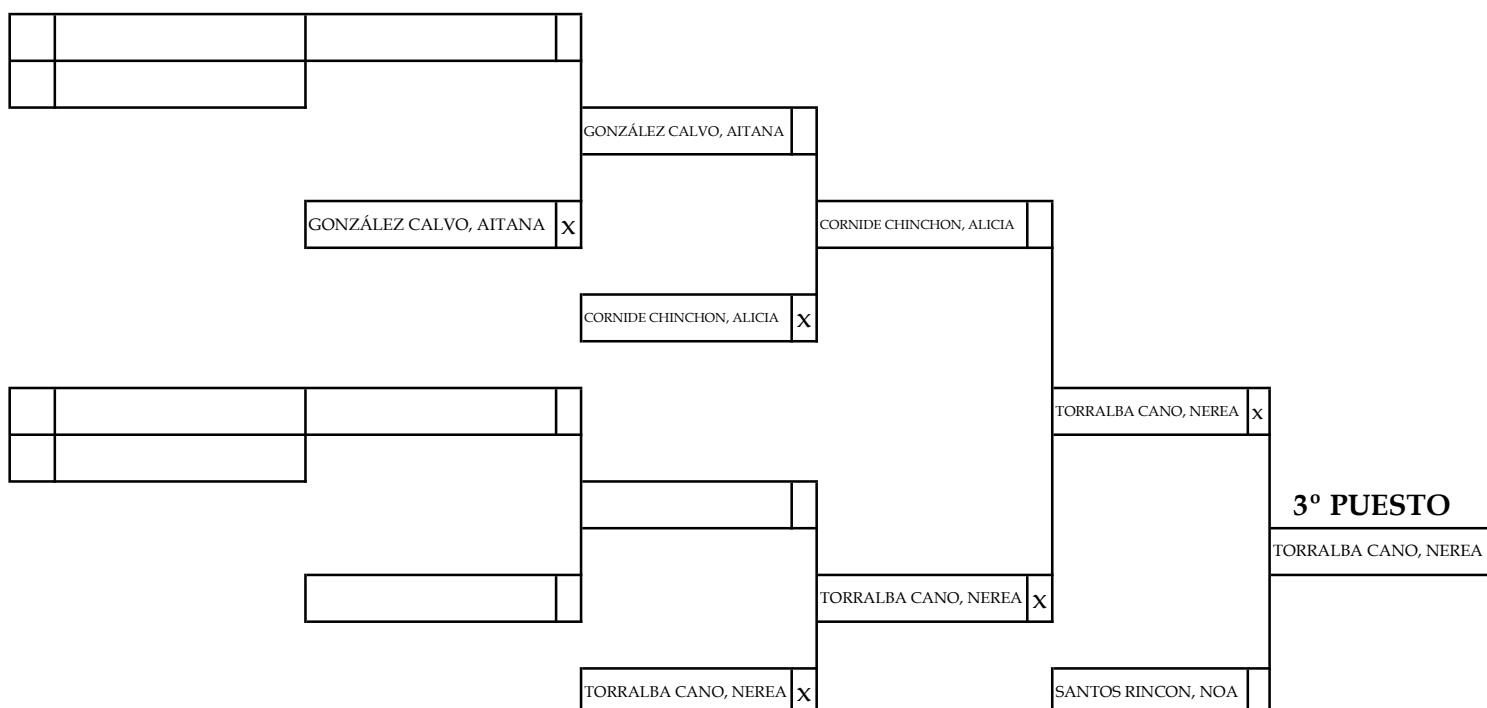 GONZÁLEZ CALVO, AITANA
GONZÁLEZ CALVO, AITANA X
CORNIDE CHINCHON, ALICIA
CORNIDE CHINCHON, ALICIA X
TORRALBA CANO, NEREA X
3º PUESTO
TORRALBA CANO, NEREA
TORRALBA CANO, NEREA X
TORRALBA CANO, NEREA X
SANTOS RINCON, NOA